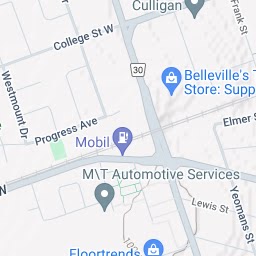 Culligan
Frank St
College St W
30
Belleville's T
Store: Supp
Westmount Dr
Progress Ave
Elmer S
Mobil
W
M\T Automotive Services
Yeomans St
Lewis St
Floortrends